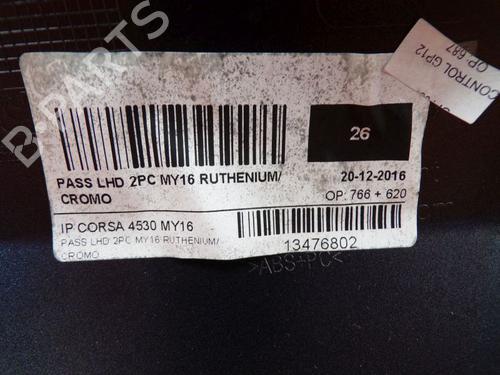 B-PARTS
CONTROL GP12
OP 687
26
PASS LHD 2PC MY16 RUTHENIUM/
CROMO
20-12-2016
OP: 766 + 620
IP CORSA 4530 MY16
PASS LHD 2PC MY16 RUTHENIUM/
CROMO
13476802
>ABS+PC<